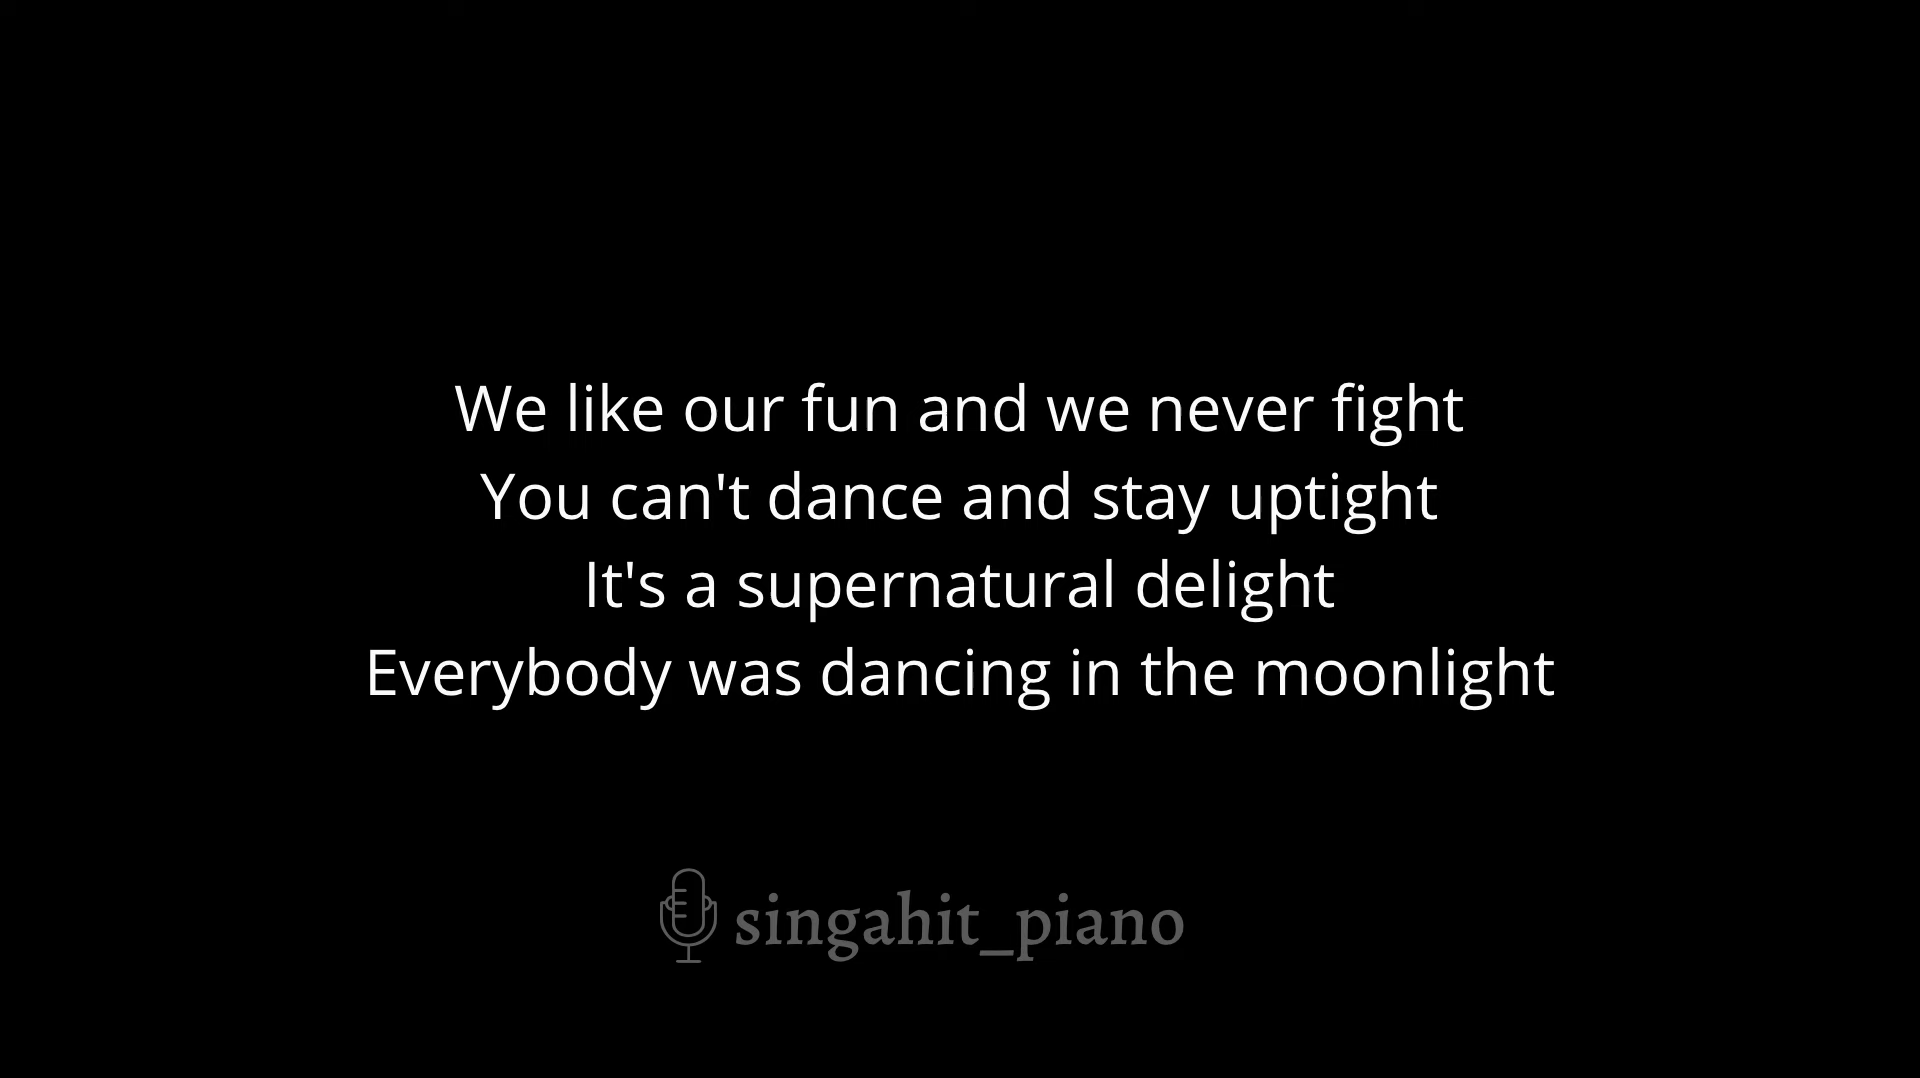 We like our fun and we never fight
You can't dance and stay uptight
It's a supernatural delight
Everybody was dancing in the moonlight
singahit_piano